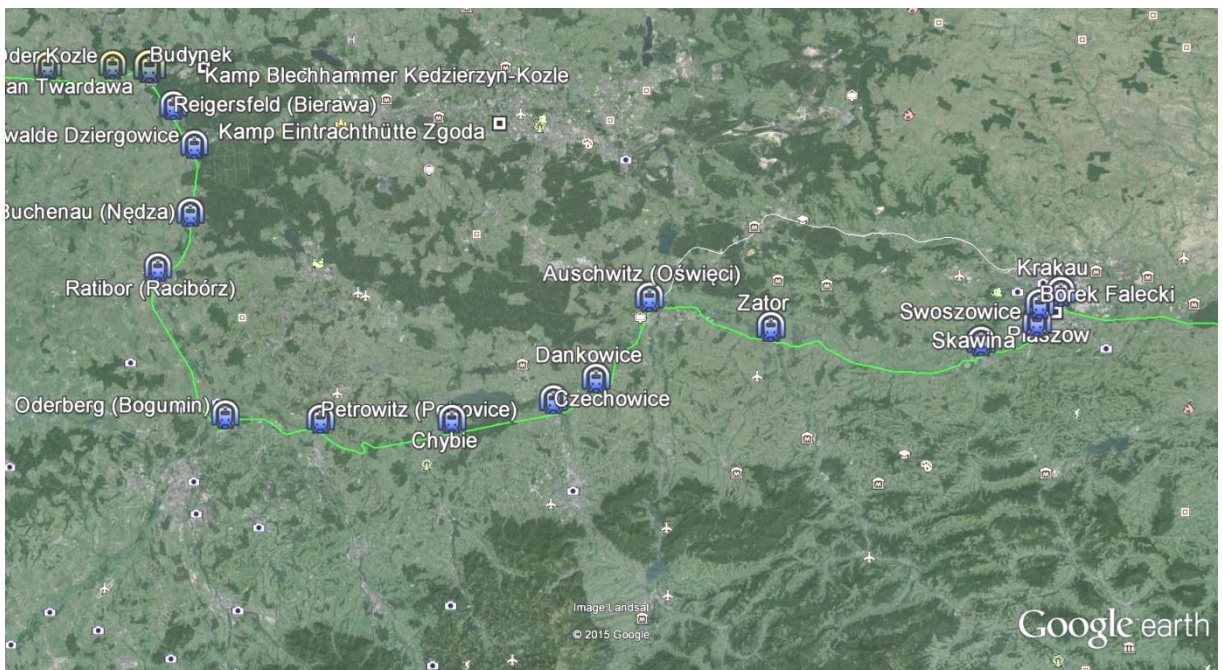 Oder Kozle
Budynek
an Twardawa
Kamp Blechhammer Kedzierzyn-Kozle
Reigersfeld (Bierawa)
Kamp Eintrachthütte Zgoda
walde Dziergowice
Buchenau (Nędza)
Ratibor (Racibórz)
Auschwitz (Oświęci)
Krakau
Borek Falecki
Zator
Swoszowice
Skawina
Plaszow
Dankowice
Czechowice
Oderberg (Bogumin)
Petrowitz (
ovice)
Chybie
Image Landsat
© 2015 Google
Google earth